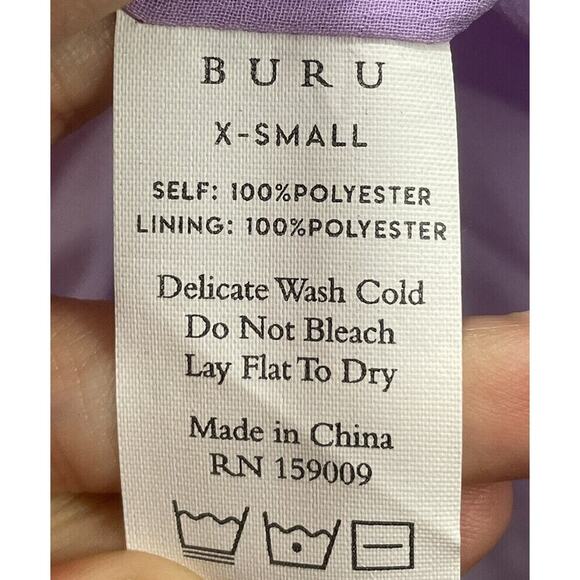 BURU
X-SMALL
SELF: 100%POLYESTER
LINING: 100%POLYESTER
Delicate Wash Cold
Do Not Bleach
Lay Flat To Dry
Made in China
RN 159009